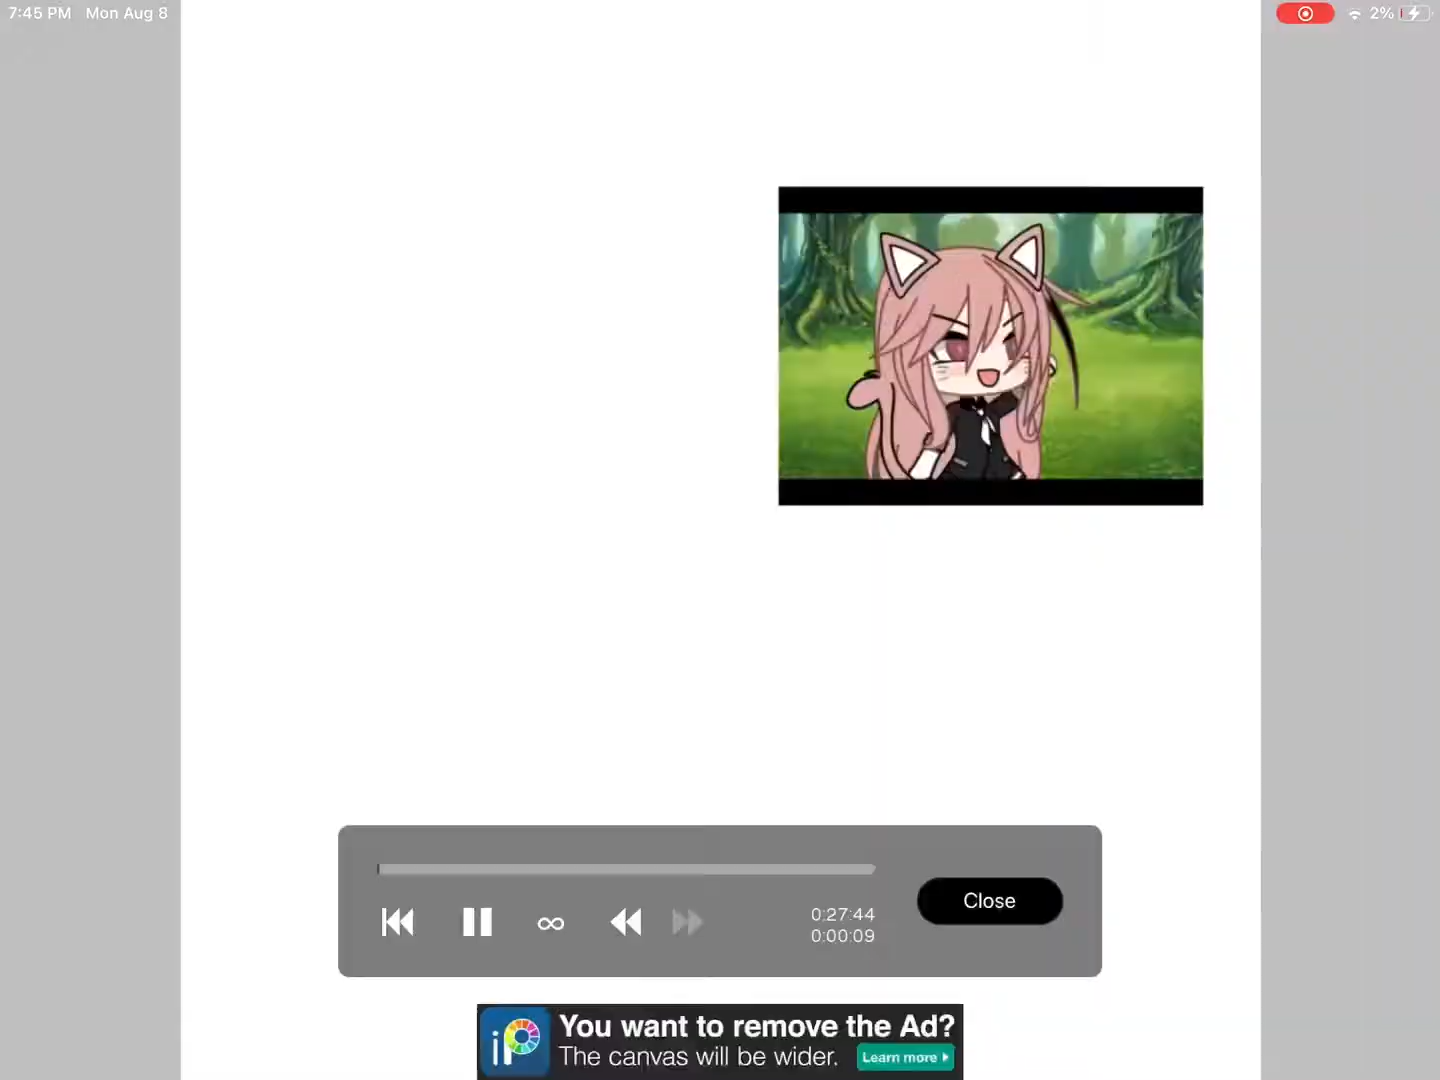 7:45 PM Mon Aug 8
2%
0:27:44
0:00:09
Close
iP
You want to remove the Ad?
The canvas will be wider.
Learn more